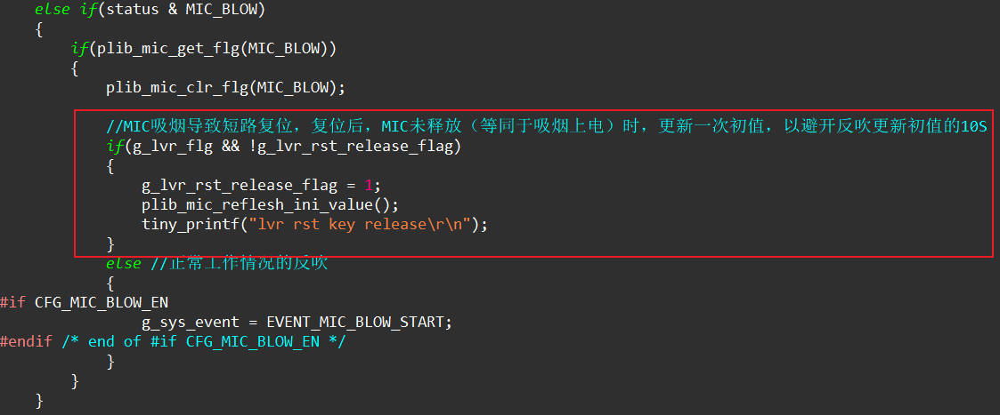 else if(status & MIC_BLOW)
{
if(plib_mic_get_flg(MIC_BLOW))
{
plib_mic_clr_flg(MIC_BLOW);
//MIC吸烟导致短路复位，复位后，MIC未释放（等同于吸烟上电）时，更新一次初值，以避开反吹更新初值的10S
if(g_lvr_flg && !g_lvr_rst_release_flag)
{
g_lvr_rst_release_flag = 1;
plib_mic_reflesh_ini_value();
tiny_printf("lvr rst key release\r\n");
}
else //正常工作情况的反吹
{
#if CFG_MIC_BLOW_EN
g_sys_event = EVENT_MIC_BLOW_START;
#endif /* end of #if CFG_MIC_BLOW_EN */
}
}
}